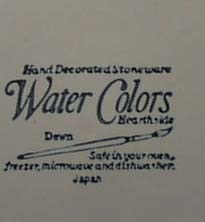 Hand Decorated Stoneware
Water Colors
Hearthside
Dawn
Safe in your oven,
freezer, microwave and dishwasher.
Japan